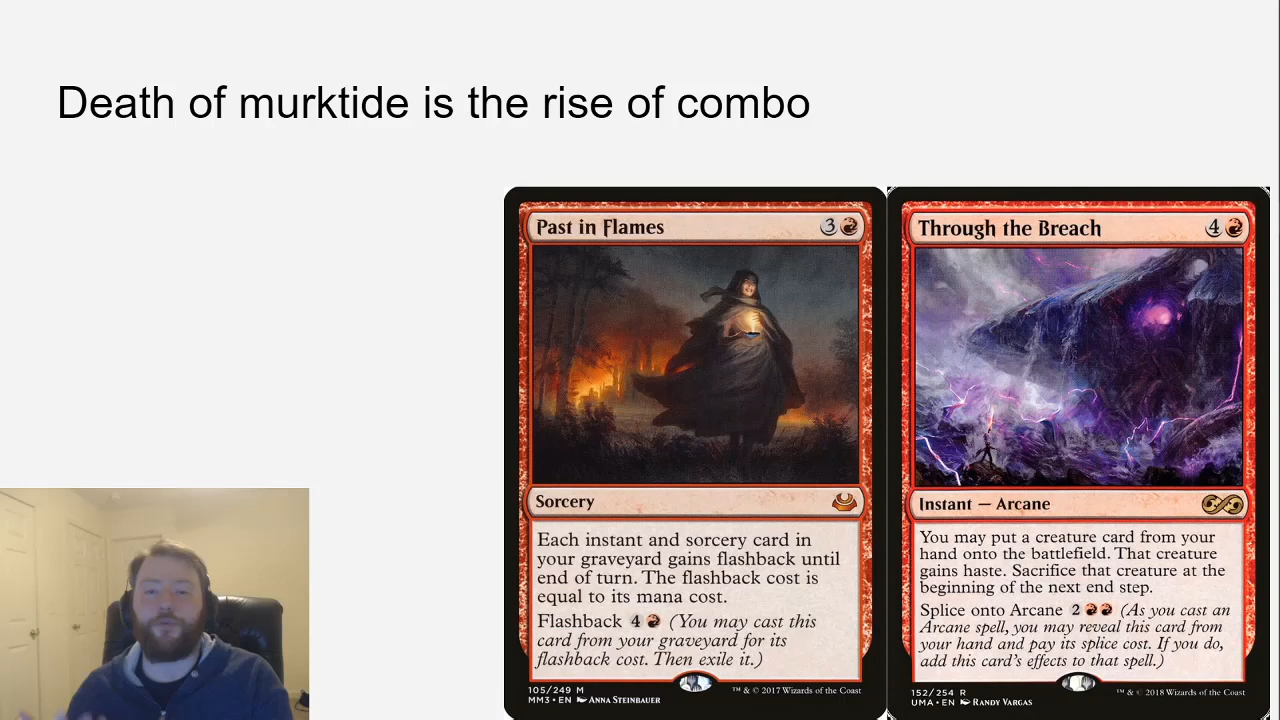 Death of murktide is the rise of combo
Past in Flames 3
Sorcery
Each instant and sorcery card in
your graveyard gains flashback until
end of turn. The flashback cost is
equal to its mana cost.
Flashback 4 (You may cast this
card from your graveyard for its
flashback cost. Then exile it.)
105/249 M
MM3 • EN Anna Steinbauer
™ & © 2017 Wizards of the Coast
Through the Breach 4
Instant — Arcane
You may put a creature card from your
hand onto the battlefield. That creature
gains haste. Sacrifice that creature at the
beginning of the next end step.
Splice onto Arcane 2 (As you cast an
Arcane spell, you may reveal this card from
your hand and pay its splice cost. If you do,
add this card's effects to that spell.)
152/254 R
UMA • EN Randy Vargas
™ & © 2018 Wizards of the Coast